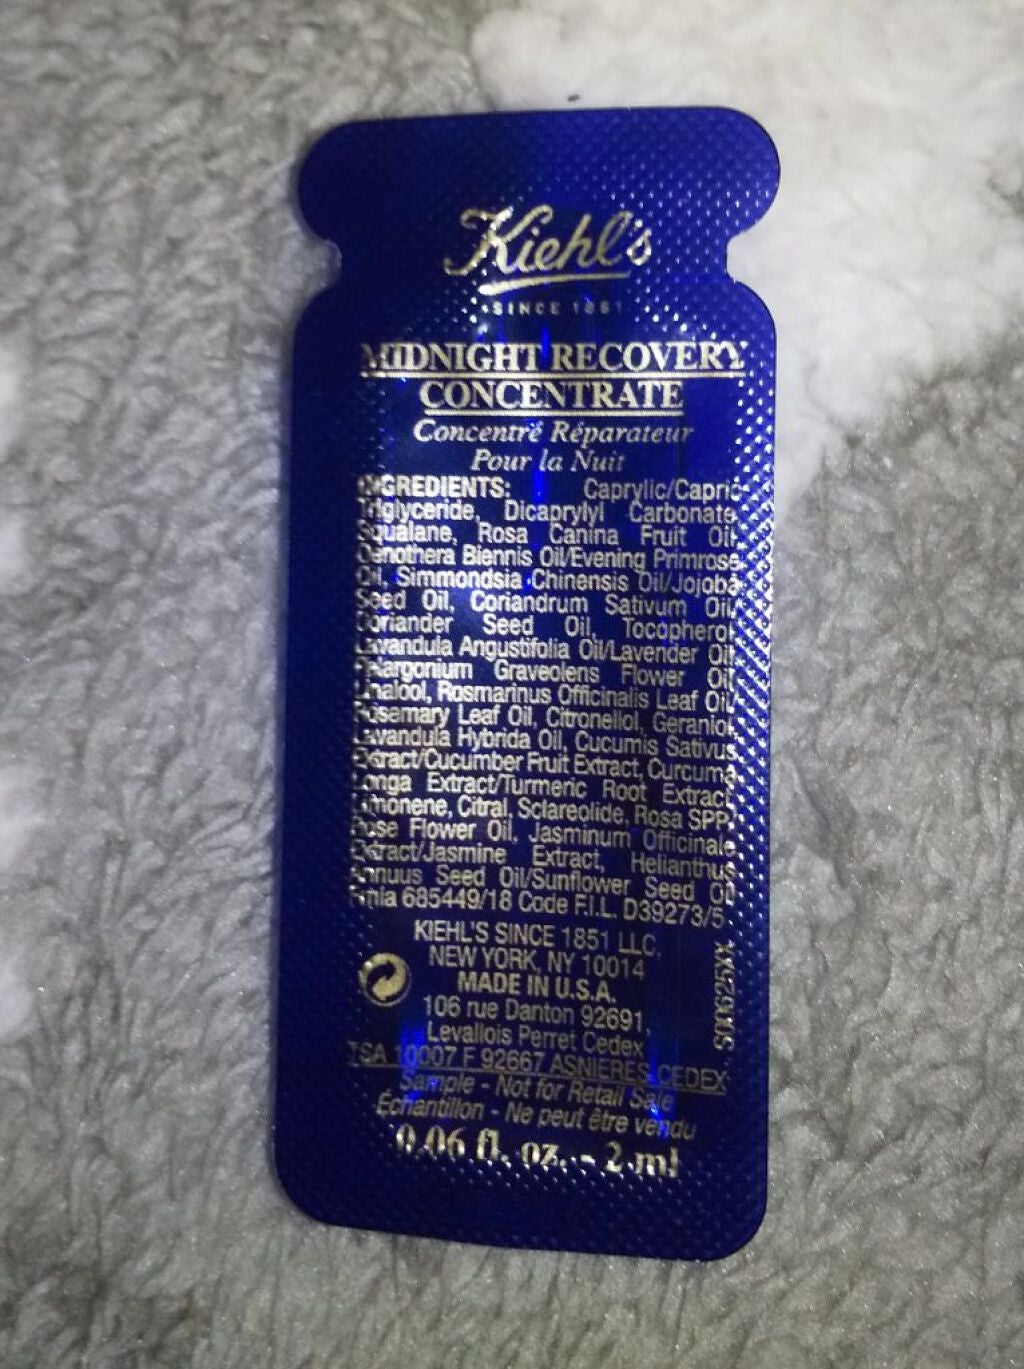 Kiehl's
SINCE 1851
MIDNIGHT RECOVERY
CONCENTRATE
Concentré Réparateur
Pour la Nuit
INGREDIENTS: Caprylic/Capric
Triglyceride, Dicaprylyl Carbonate,
Squalane, Rosa Canina Fruit Oil,
Oenothera Biennis Oil/Evening Primrose
Oil, Simmondsia Chinensis Oil/Jojoba
Seed Oil, Coriandrum Sativum Oil/
Coriander Seed Oil, Tocopherol,
Lavandula Angustifolia Oil/Lavender Oil,
Pelargonium Graveolens Flower Oil,
Linalool, Rosmarinus Officinalis Leaf Oil/
Rosemary Leaf Oil, Citronellol, Geraniol,
Lavandula Hybrida Oil, Cucumis Sativus
Extract/Cucumber Fruit Extract, Curcuma
Longa Extract/Turmeric Root Extract,
Limonene, Citral, Sclareolide, Rosa SPP/
Rose Flower Oil, Jasminum Officinale
Extract/Jasmine Extract, Helianthus
Annuus Seed Oil/Sunflower Seed Oil
Fmla 685449/18 Code F.I.L. D39273/5
KIEHL'S SINCE 1851 LLC,
NEW YORK, NY 10014
MADE IN U.S.A.
106 rue Danton 92691,
Levallois Perret Cedex
TSA 10007 F 92667 ASNIERES CEDEX
Sample - Not for Retail Sale
Échantillon - Ne peut être vendu
0.06 fl. oz. - 2 ml